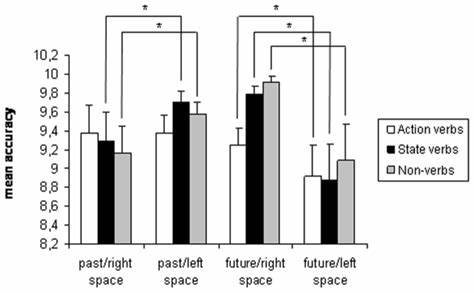 * *
* *
* *
10,2
10
9,8
9,6
9,4
9,2
9
8,8
8,6
8,4
8,2
mean accuracy
past/right
space
past/left
space
future/right
space
future/left
space
Action verbs
State verbs
Non-verbs